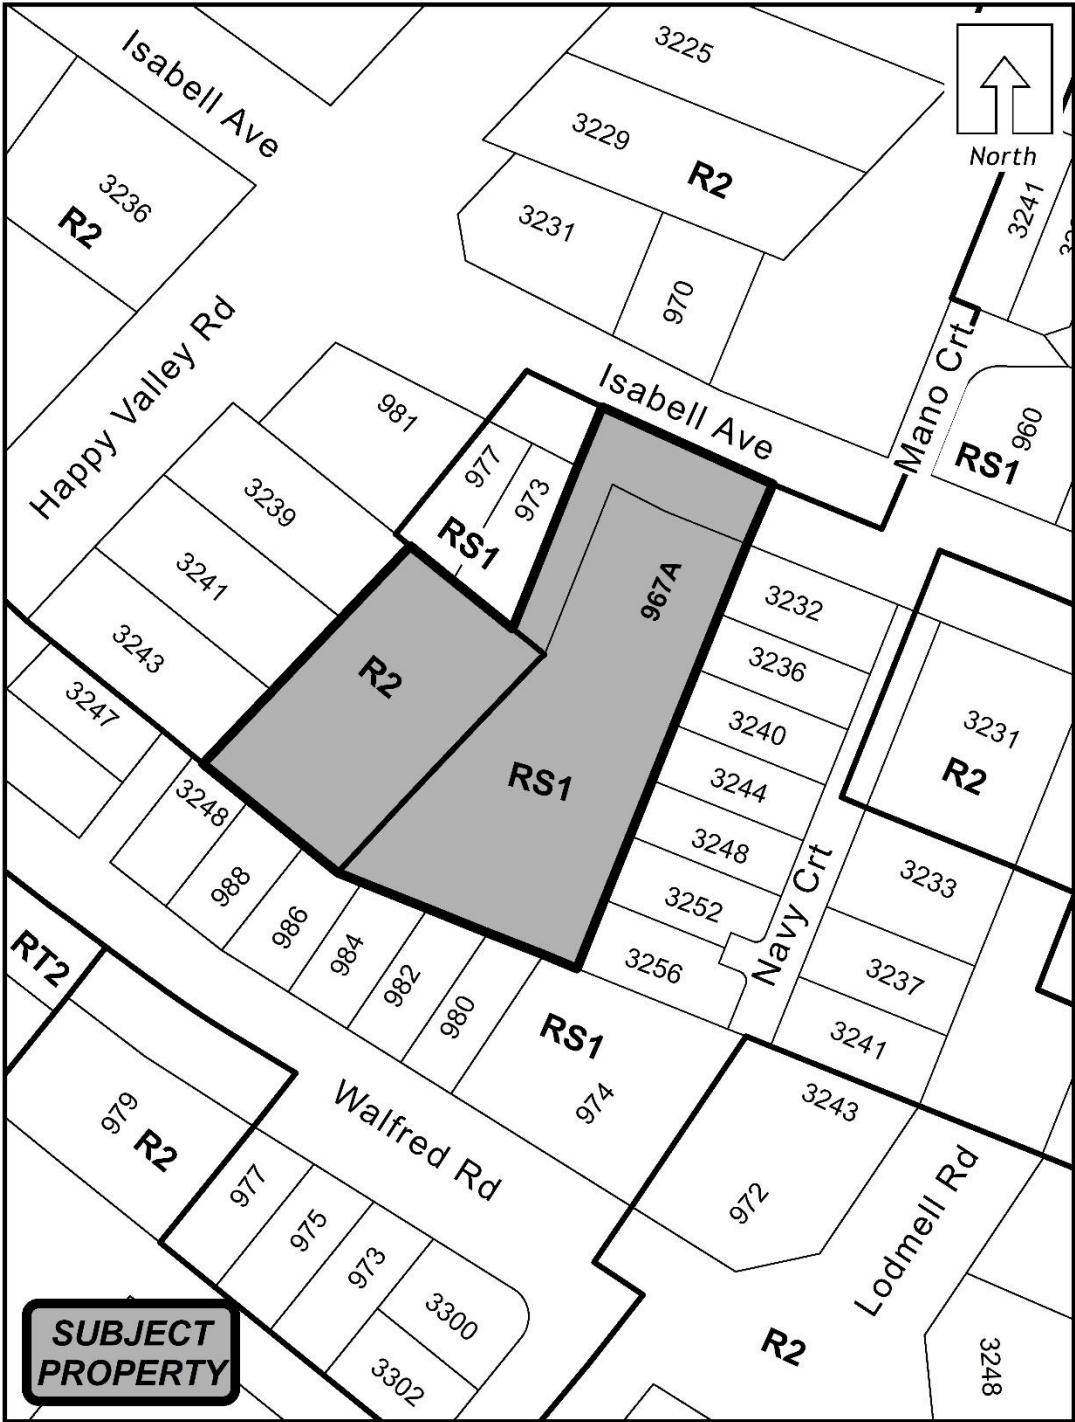 Isabell Ave
3225
3229
R2
North
3236
R2
3231
3241
970
Happy Valley Rd
Isabell Ave
Mano Crt
981
977
973
RS1
960
RS1
3239
3241
3243
3247
967A
R2
RS1
3232
3236
3240
3244
3248
3252
3256
3231
R2
Navy Crt
3233
3237
3241
3248
988
986
984
982
980
RS1
974
RT2
979
R2
Walfred Rd
3243
972
Lodmell Rd
977
975
973
3300
3302
R2
3248
SUBJECT
PROPERTY